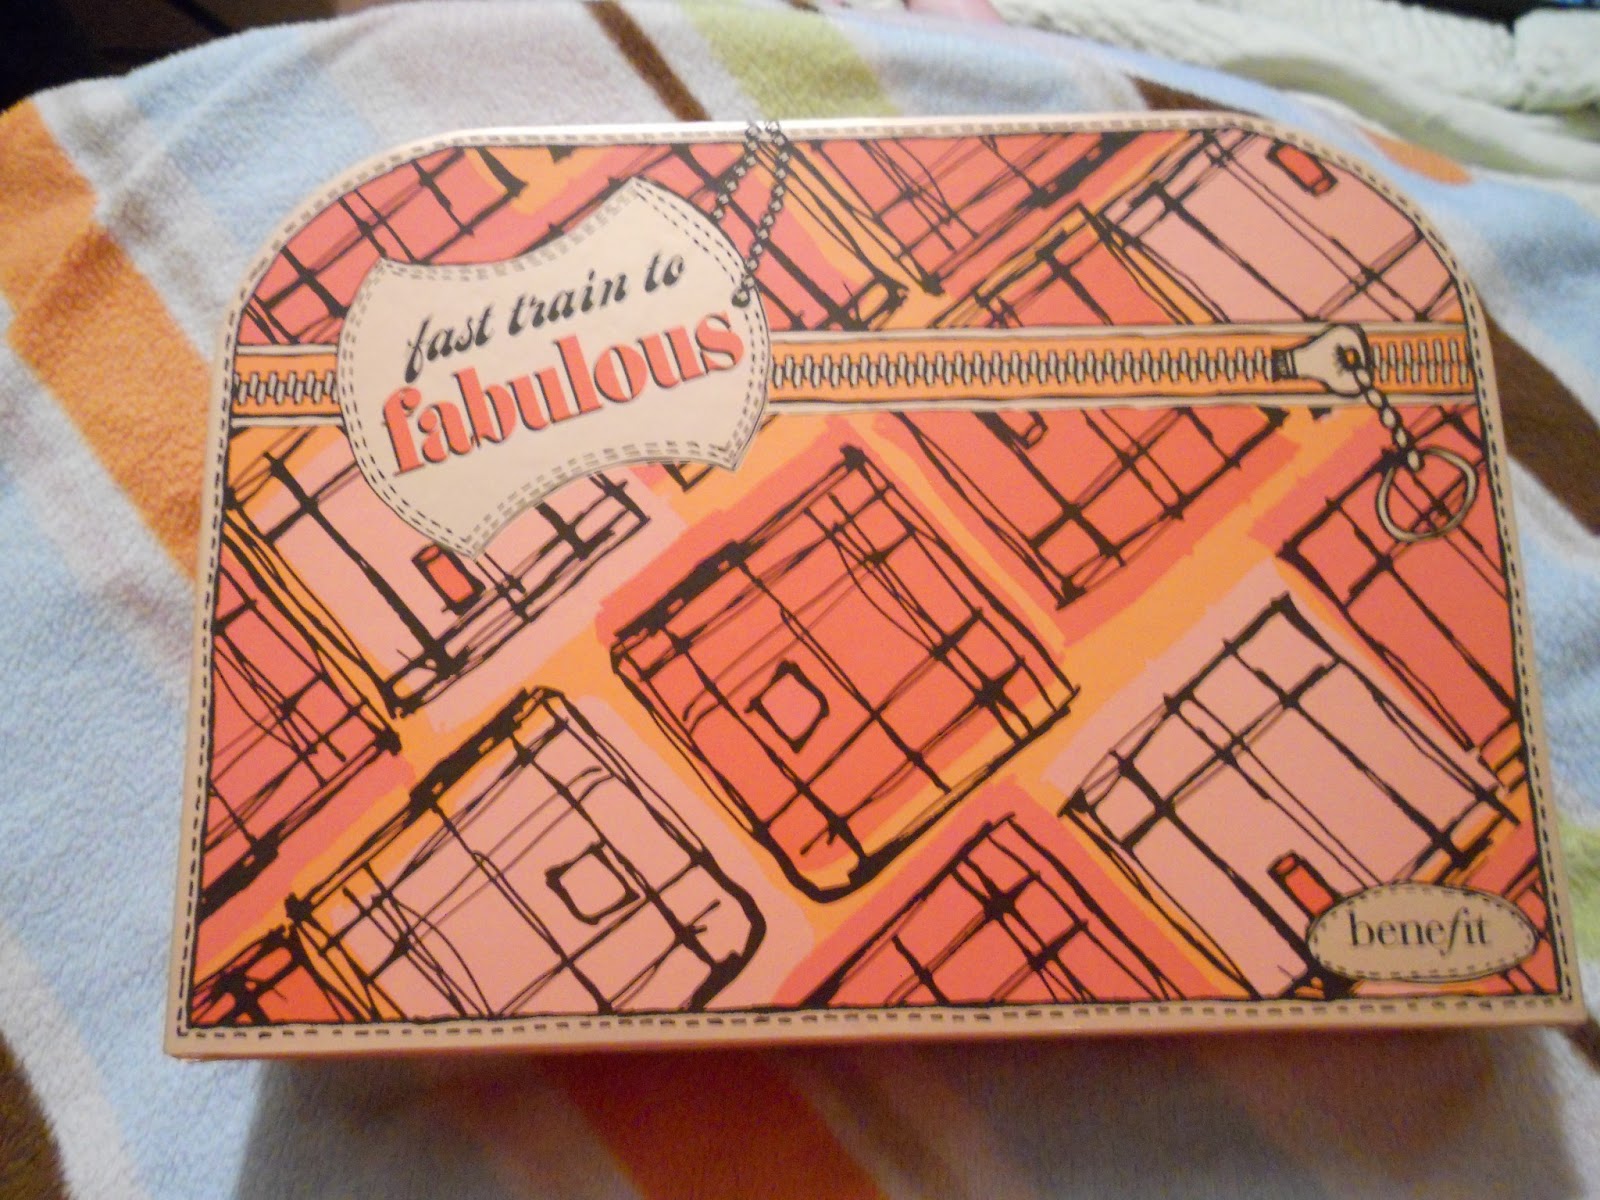 fast train to
fabulous
benefit